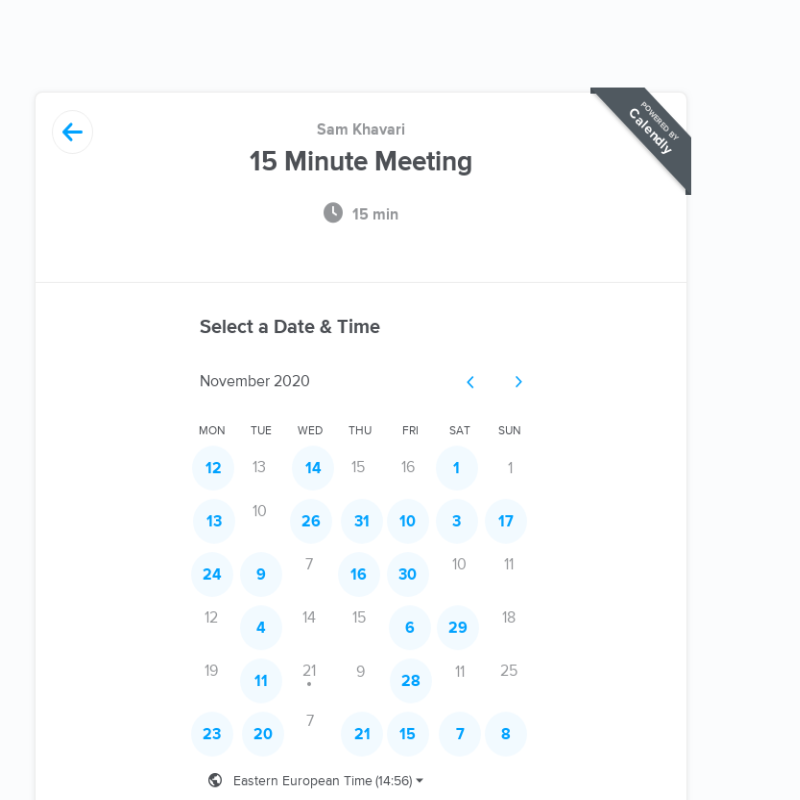 POWERED BY
Calendly
Sam Khavari
15 Minute Meeting
15 min
Select a Date & Time
November 2020
MON TUE WED THU FRI SAT SUN
12 13 14 15 16 1 1
13 10 26 31 10 3 17
24 9 7 16 30 10 11
12 4 14 15 6 29 18
19 11 21 9 28 11 25
23 20 7 21 15 7 8
Eastern European Time (14:56)